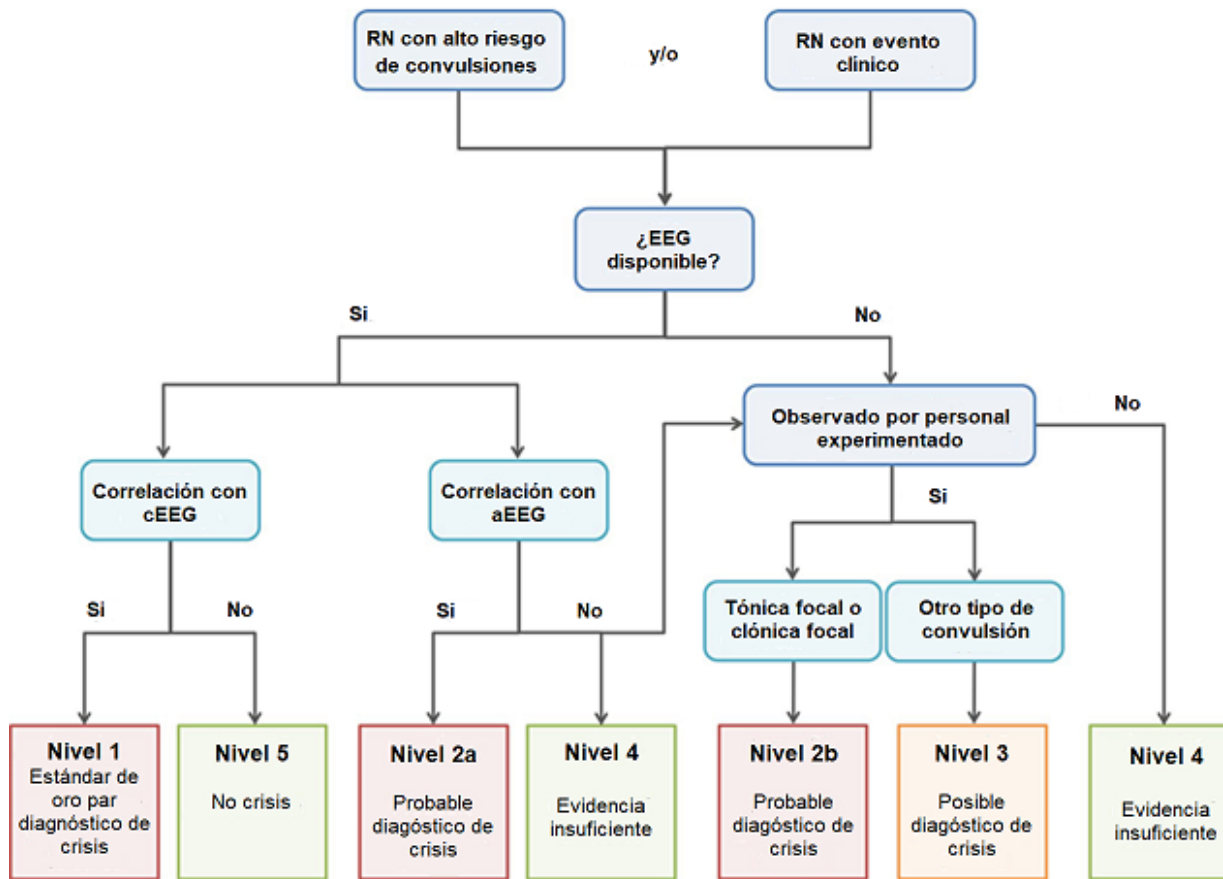 RN con alto riesgo
de convulsiones
y/o
RN con evento
clínico
¿EEG
disponible?
Si
No
Observado por personal
experimentado
No
Correlación con
cEEG
Correlación con
aEEG
Si
Si
No
Si
No
Tónica focal o
clónica focal
Otro tipo de
convulsión
Nivel 1
Estándar de
oro par
diagnóstico de
crisis
Nivel 5
No crisis
Nivel 2a
Probable
diagóstico de
crisis
Nivel 4
Evidencia
insuficiente
Nivel 2b
Probable
diagóstico de
crisis
Nivel 3
Posible
diagóstico de
crisis
Nivel 4
Evidencia
insuficiente